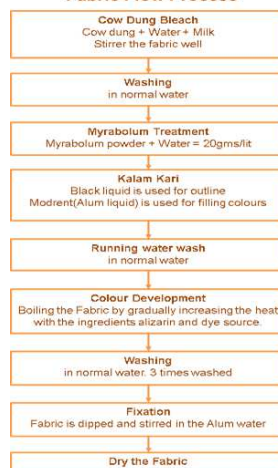 Fabric Flow Process
Cow Dung Bleach
Cow dung + Water + Milk
Stirrer the fabric well
Washing
in normal water
Myrabolum Treatment
Myrabolum powder + Water = 20gms/lit
Kalam Kari
Black liquid is used for outline
Modrent(Alum liquid) is used for filling colours
Running water wash
in normal water
Colour Development
Boiling the Fabric by gradually increasing the heat
with the ingredients alizarin and dye source.
Washing
in normal water. 3 times washed
Fixation
Fabric is dipped and stirred in the Alum water
Dry the Fabric